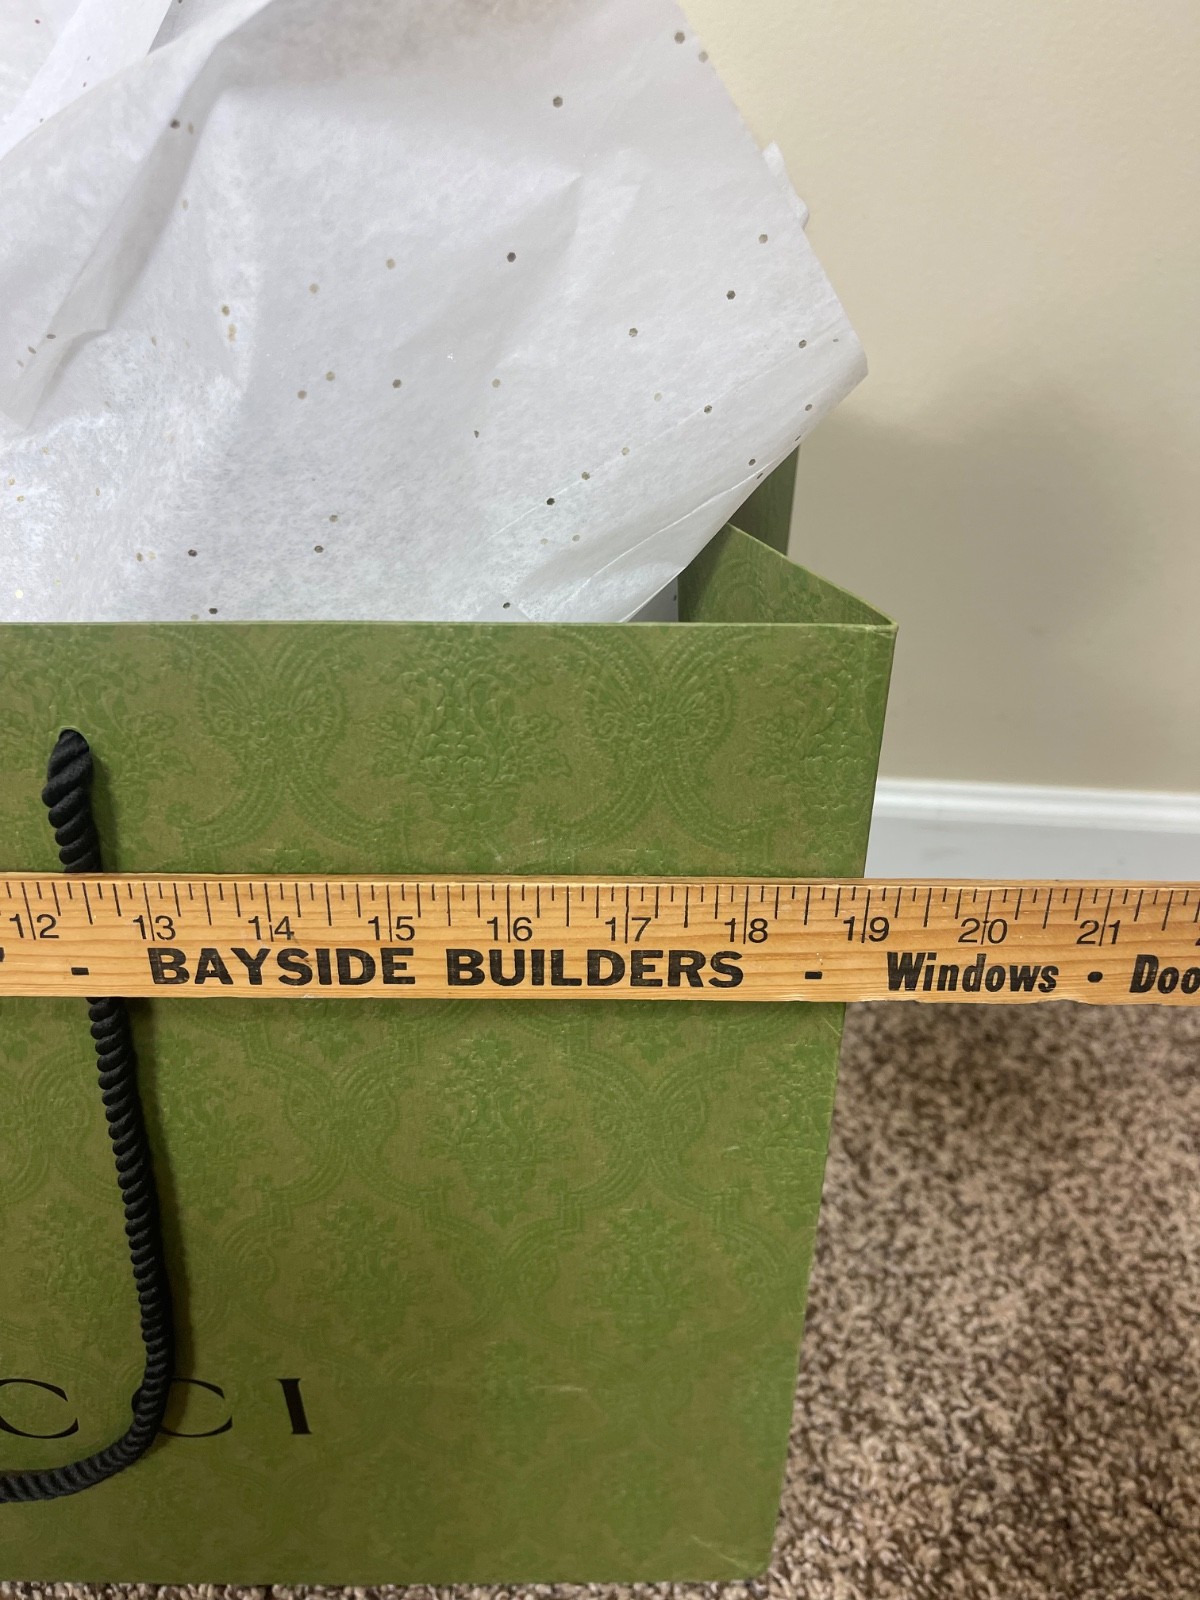 12 13 14 15 16 17 18 19 20 21
- BAYSIDE BUILDERS - Windows •
CCI